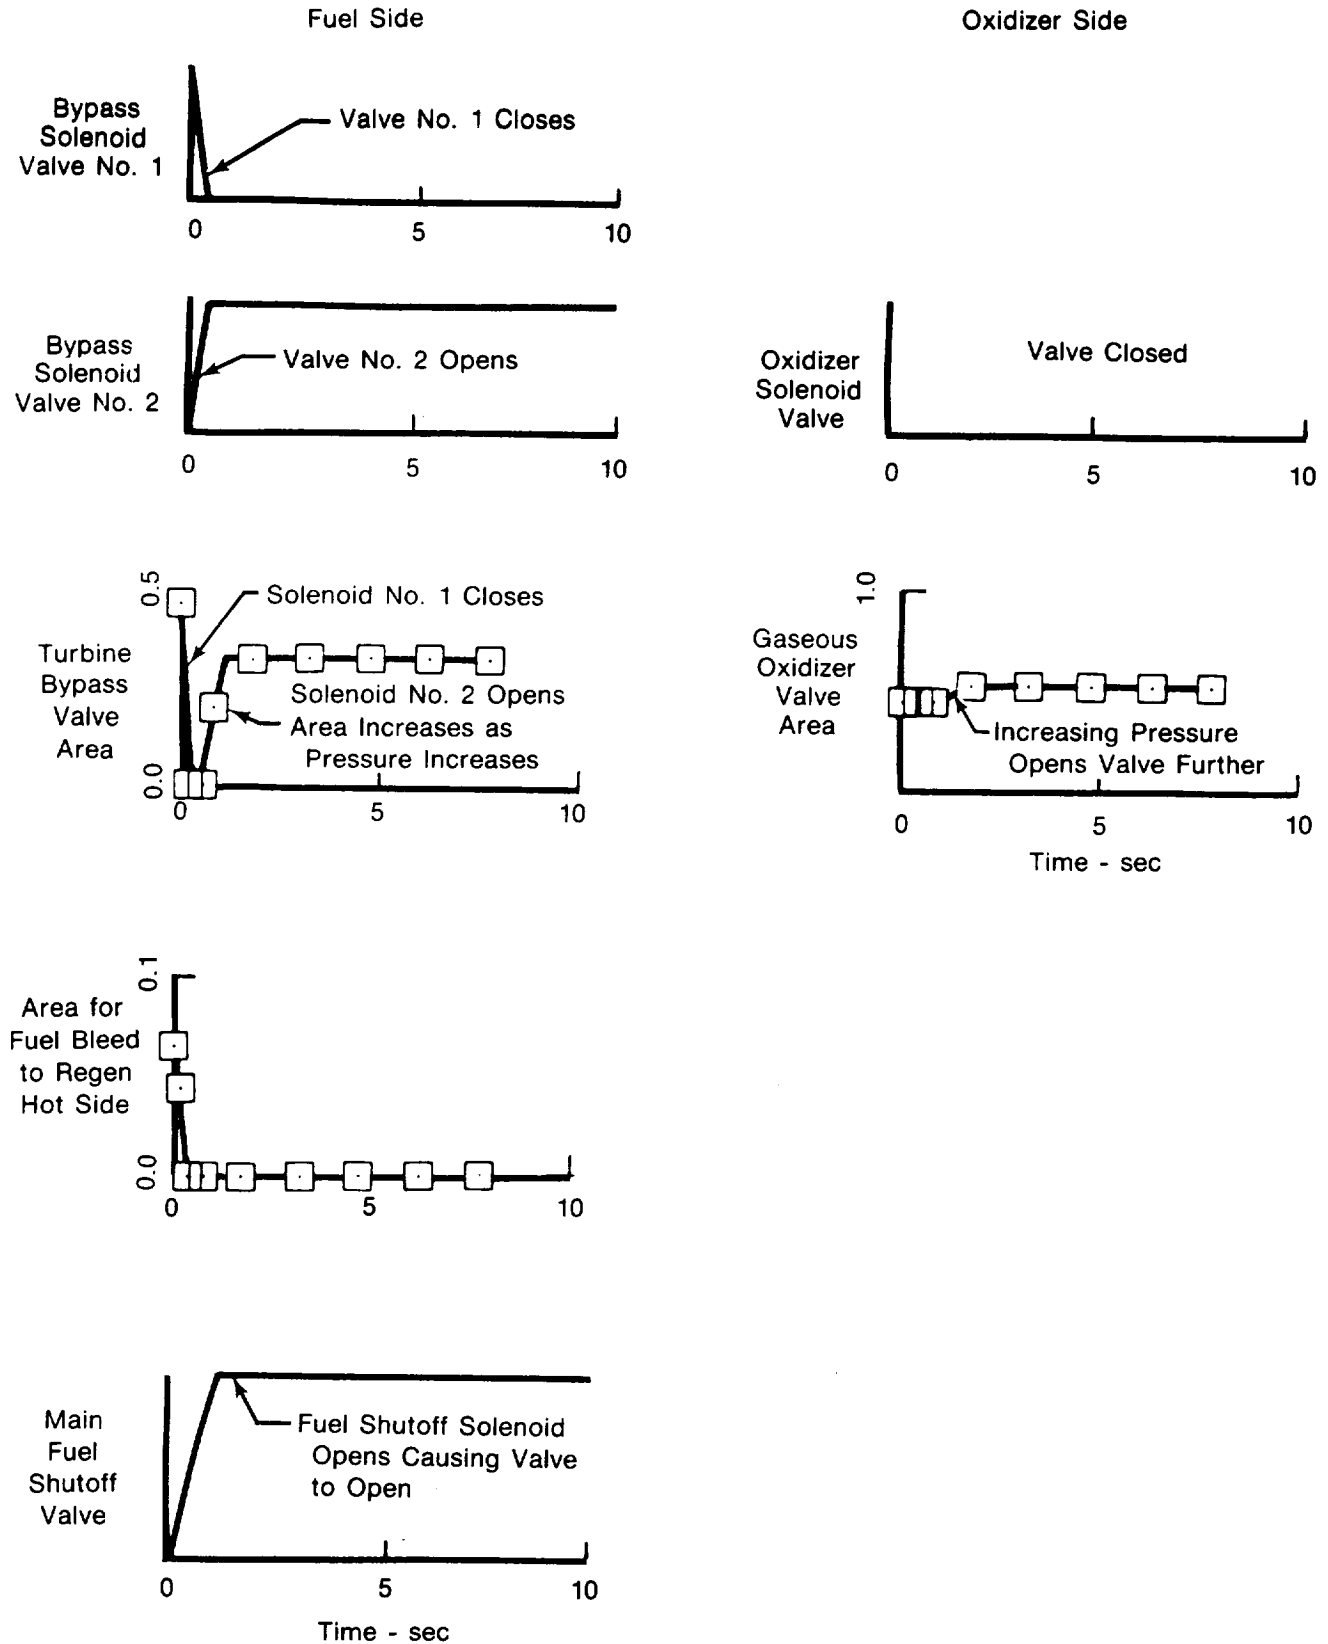 Fuel Side
Oxidizer Side
Bypass
Solenoid
Valve No. 1
Valve No. 1 Closes
0
5
10
Bypass
Solenoid
Valve No. 2
Valve No. 2 Opens
0
5
10
Oxidizer
Solenoid
Valve
Valve Closed
0
5
10
Turbine
Bypass
Valve
Area
0.5
0.0
Solenoid No. 1 Closes
Solenoid No. 2 Opens
Area Increases as
Pressure Increases
0
5
10
Gaseous
Oxidizer
Valve
Area
1.0
Increasing Pressure
Opens Valve Further
0
5
10
Time - sec
Area for
Fuel Bleed
to Regen
Hot Side
0.1
0.0
0
5
10
Main
Fuel
Shutoff
Valve
Fuel Shutoff Solenoid
Opens Causing Valve
to Open
0
5
10
Time - sec